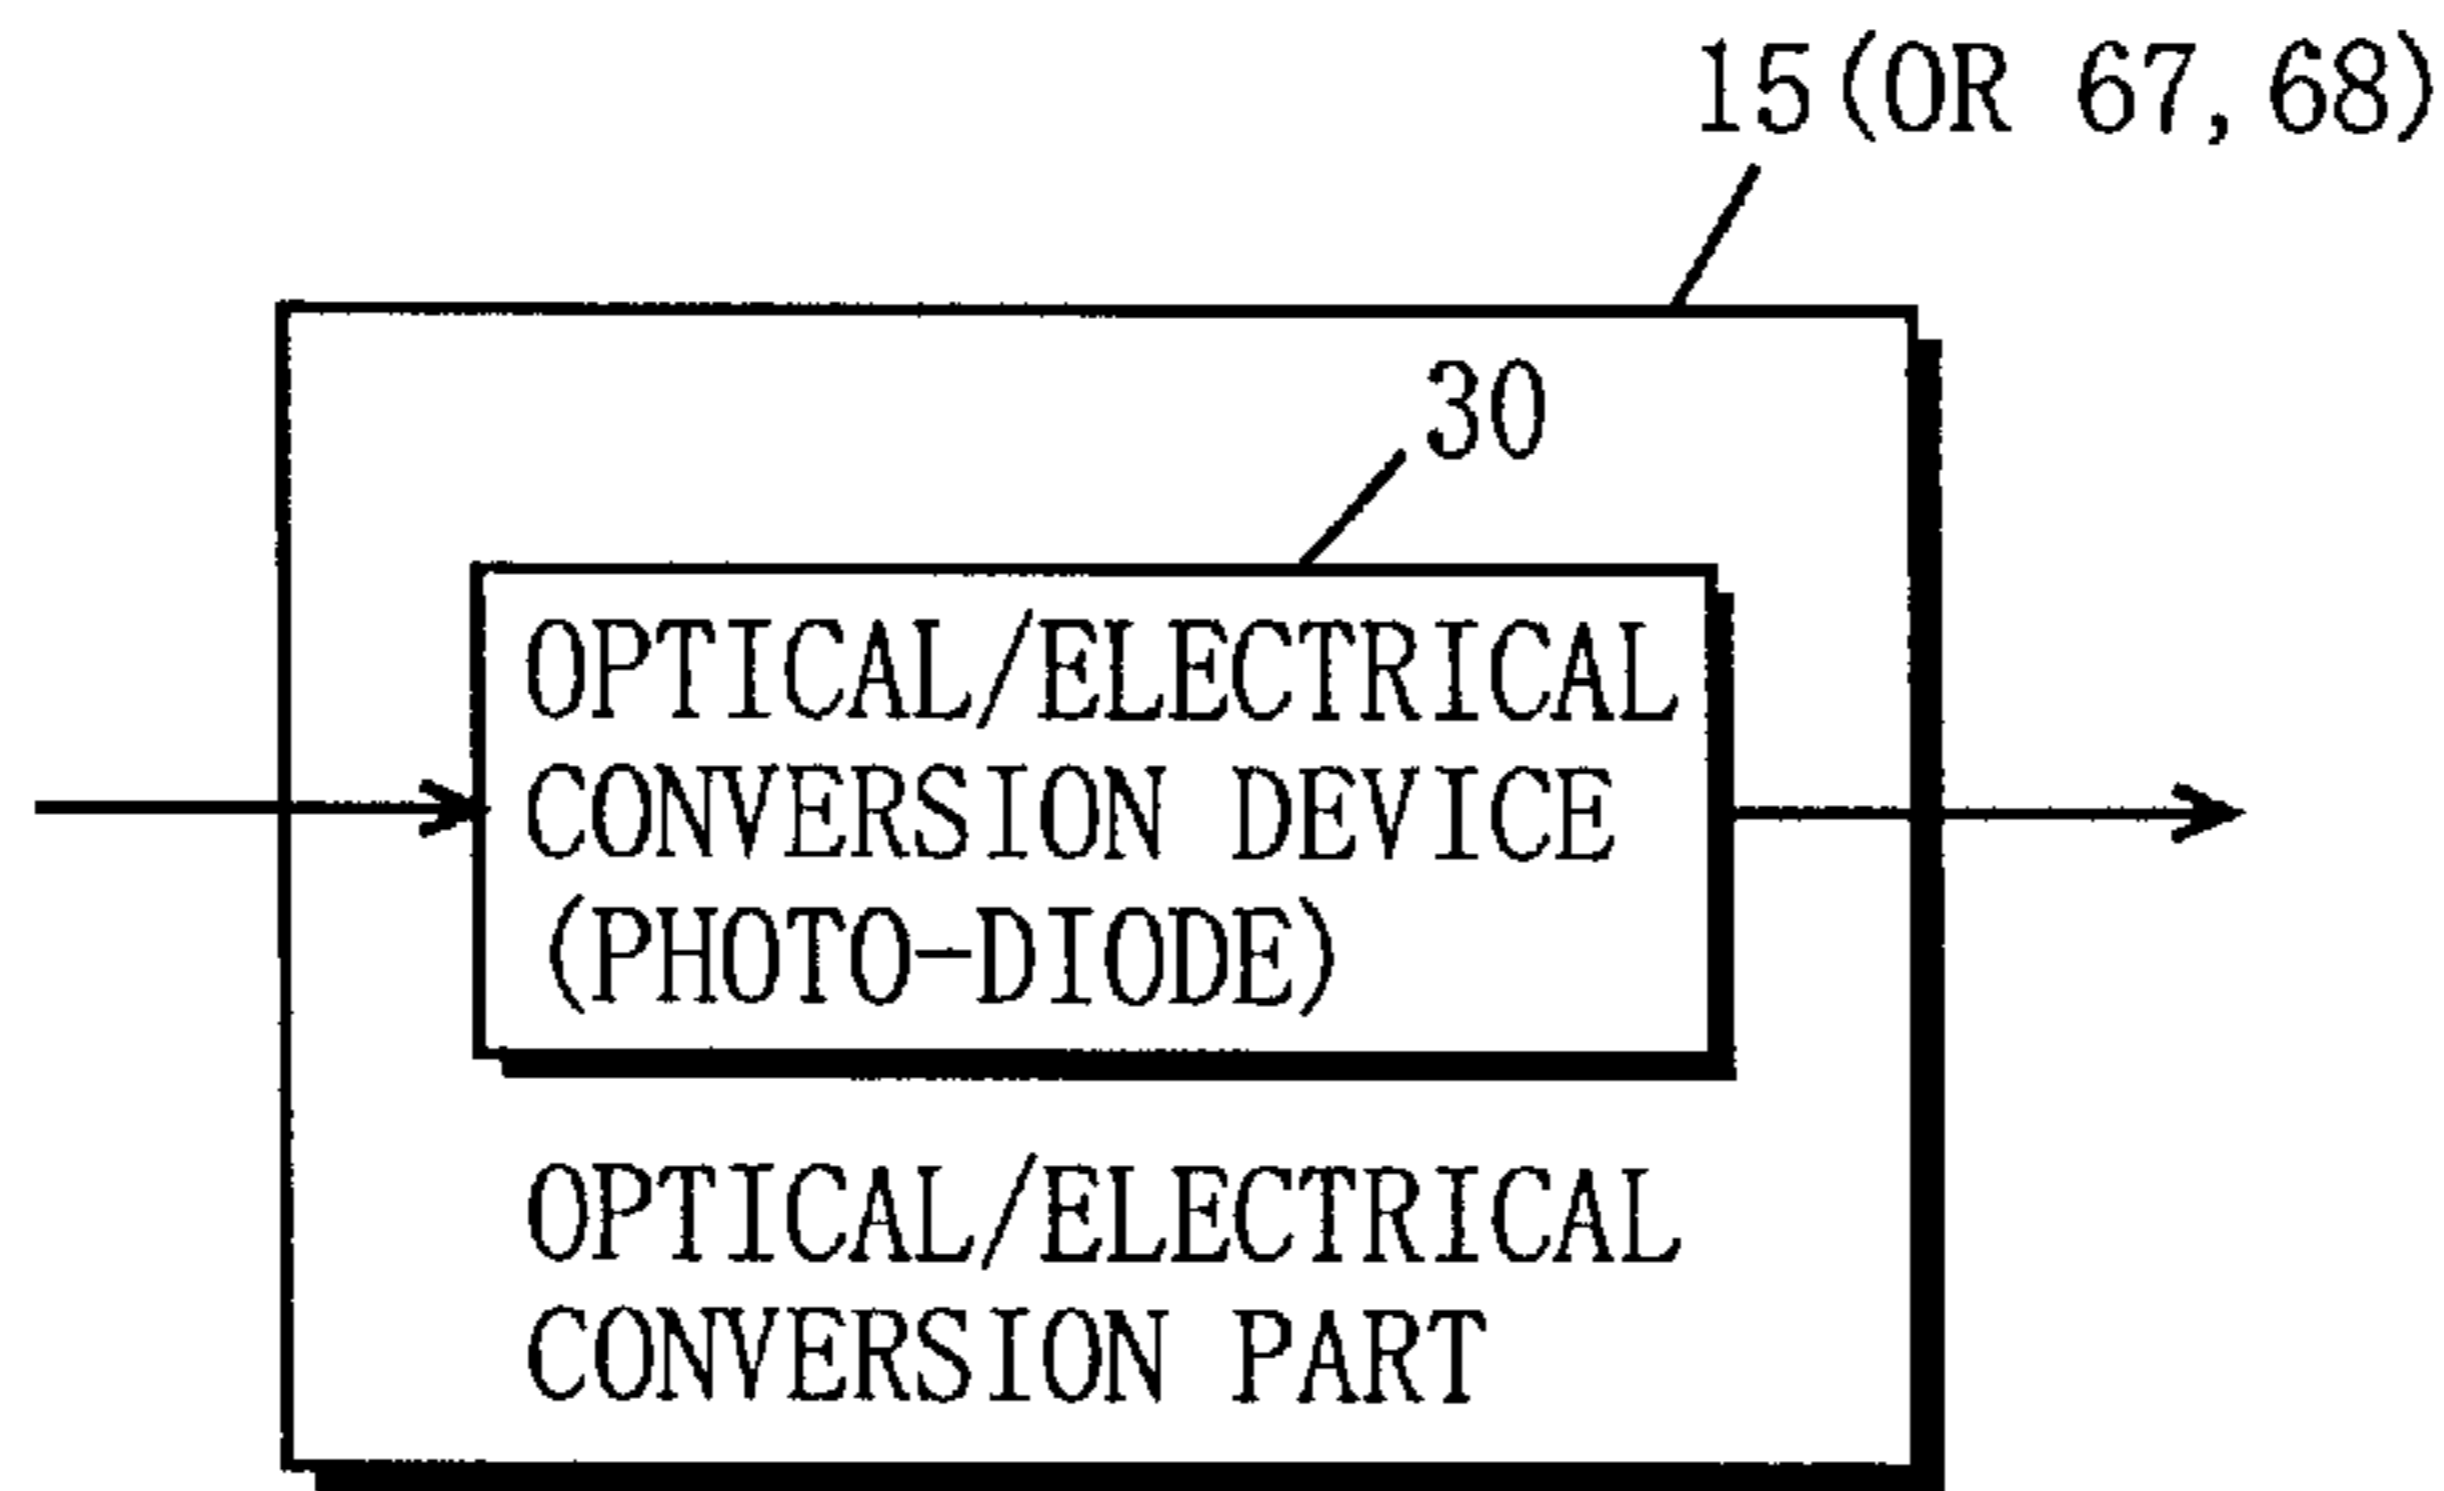 15(OR 67,68)
30
OPTICAL/ELECTRICAL
CONVERSION DEVICE
(PHOTO-DIODE)
OPTICAL/ELECTRICAL
CONVERSION PART